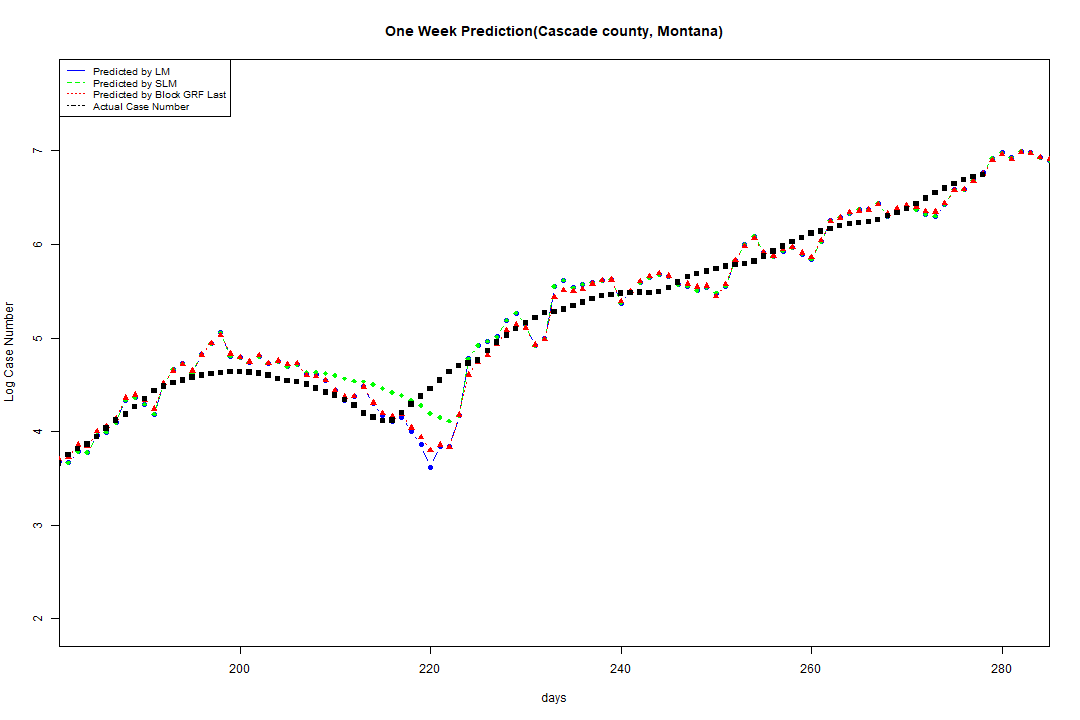 One Week Prediction(Cascade county, Montana)
Predicted by LM
Predicted by SLM
Predicted by Block GRF Last
Actual Case Number
7
6
5
4
3
2
Log Case Number
200 220 240 260 280
days